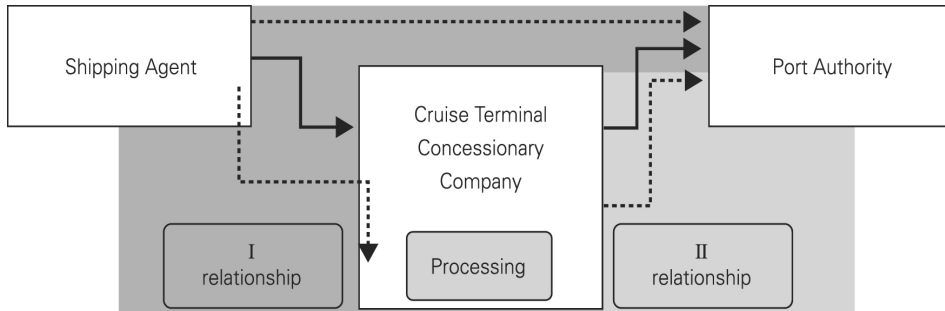 Shipping Agent
Port Authority
Cruise Terminal
Concessionary
Company
Ⅰ
relationship
Processing
Ⅱ
relationship